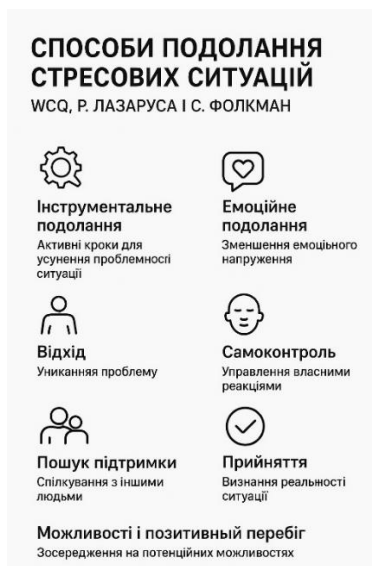 СПОСОБИ ПОДОЛАННЯ
СТРЕСОВИХ СИТУАЦІЙ
WCQ, Р. ЛАЗАРУСА І С. ФОЛКМАН
Інструментальне
подолання
Активні кроки для
усунення проблемності
ситуації
Емоційне
подолання
Зменшення емоцьного
напруження
Відхід
Униканняя проблему
Самоконтроль
Управління власними
реакціями
Пошук підтримки
Спілкування з іншими
людьми
Прийняття
Визнання реальності
ситуації
Можливості і позитивный перебіг
Зосередження на потенційних можливостях